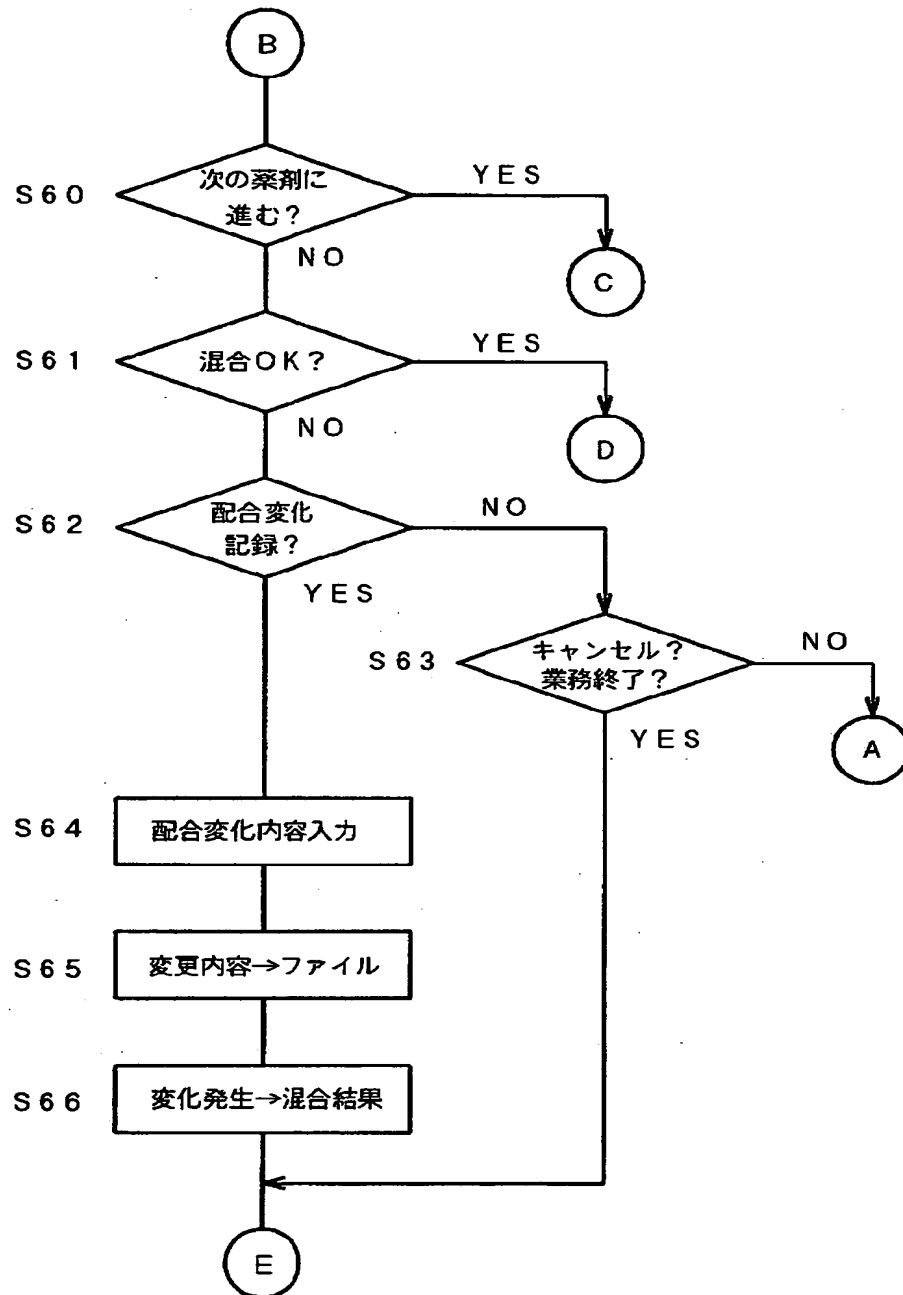 B
S60
次の薬剤に
進む?
YES
NO
C
S61
混合OK?
YES
NO
D
S62
配合変化
記録?
NO
YES
S63
キャンセル?
業務終了?
NO
YES
A
S64
配合変化内容入力
S65
変更内容→ファイル
S66
変化発生→混合結果
E